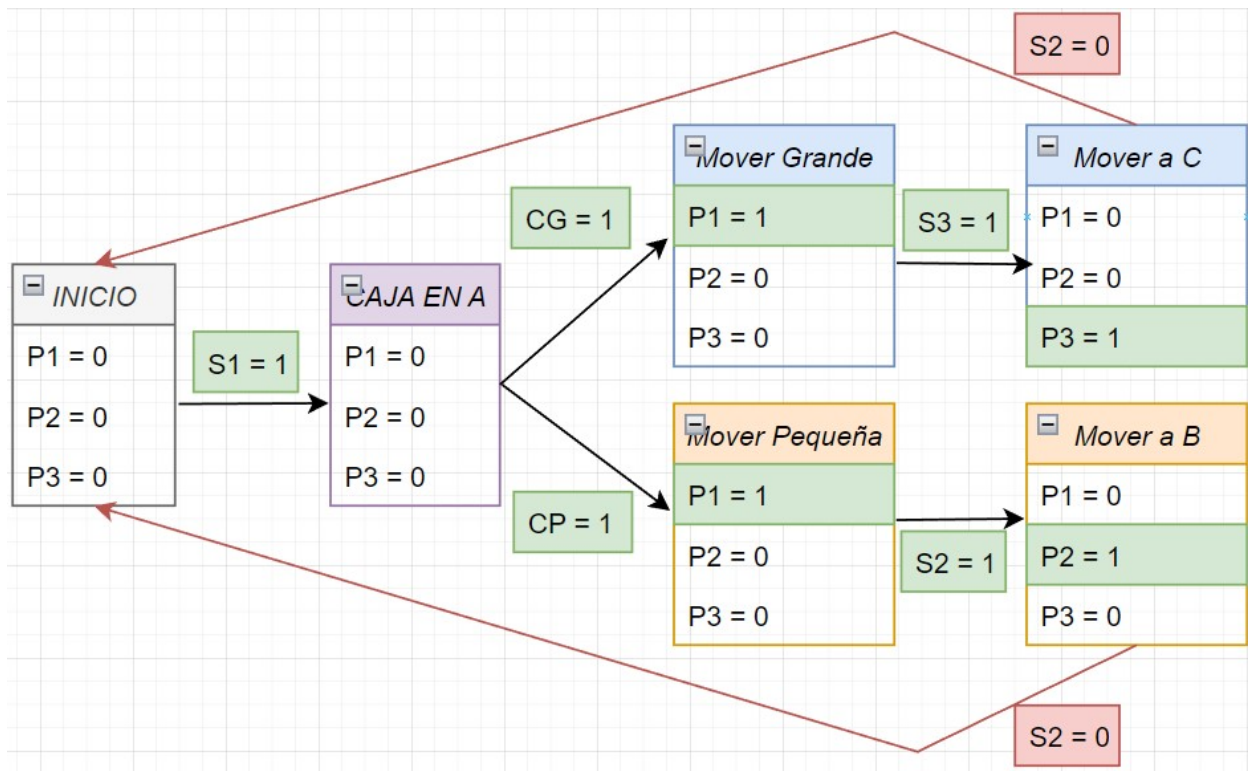 S2 = 0
Mover Grande
P1 = 1
P2 = 0
P3 = 0
Mover a C
P1 = 0
P2 = 0
P3 = 1
CG = 1
S3 = 1
INICIO
P1 = 0
P2 = 0
P3 = 0
S1 = 1
CAJA EN A
P1 = 0
P2 = 0
P3 = 0
CP = 1
Mover Pequeña
P1 = 1
P2 = 0
P3 = 0
S2 = 1
Mover a B
P1 = 0
P2 = 1
P3 = 0
S2 = 0